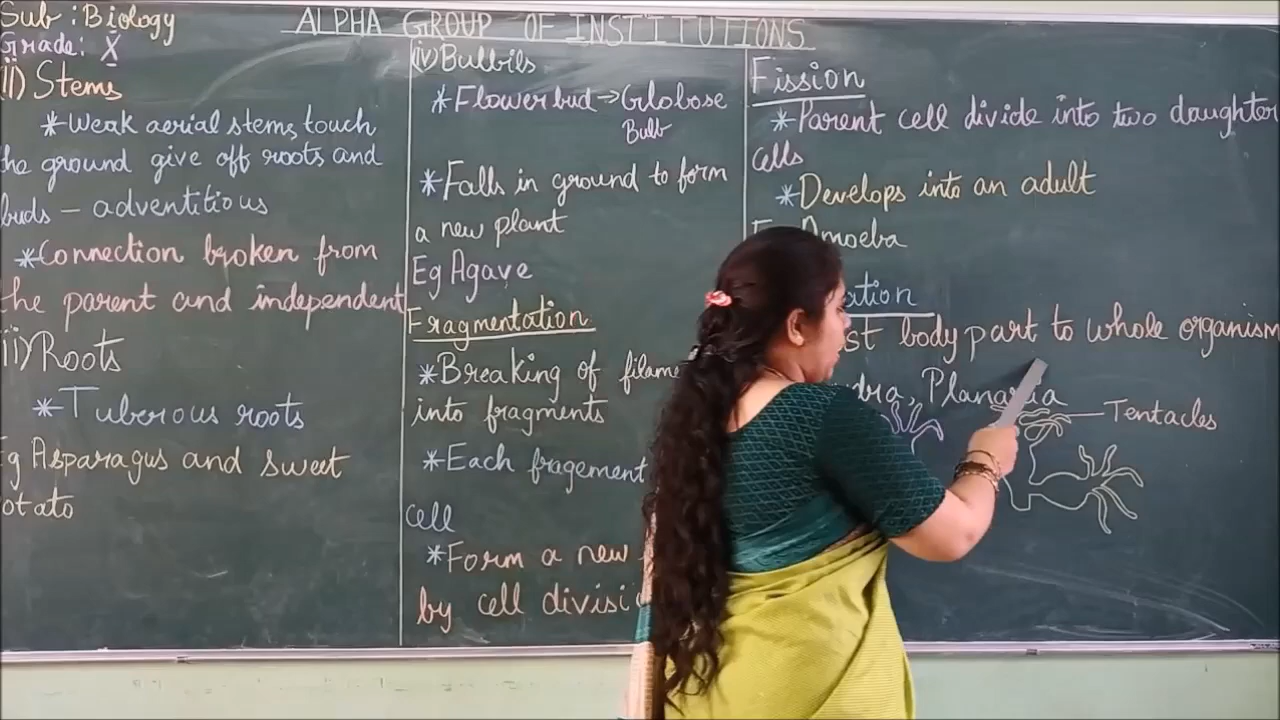 Sub : Biology
Grade: X
ALPHA GROUP OF INSTITUTIONS
ii) Stems
*Weak aerial stems touch
the ground give off roots and
buds – adventitious
*Connection broken from
the parent and independent
iii) Roots
*Tuberous roots
Eg Asparagus and sweet
potato
iv) Bulbils
*Flower bud → Globose
Bulb
*Falls in ground to form
a new plant
Eg Agave
Fragmentation
*Breaking of filame
into fragments
*Each fragement
cell
*Form a new
by cell divisi
Fission
*Parent cell divide into two daughter
cells
*Develops into an adult
Amoeba
ation
st body part to whole organism
dra, Planaria
Tentacles